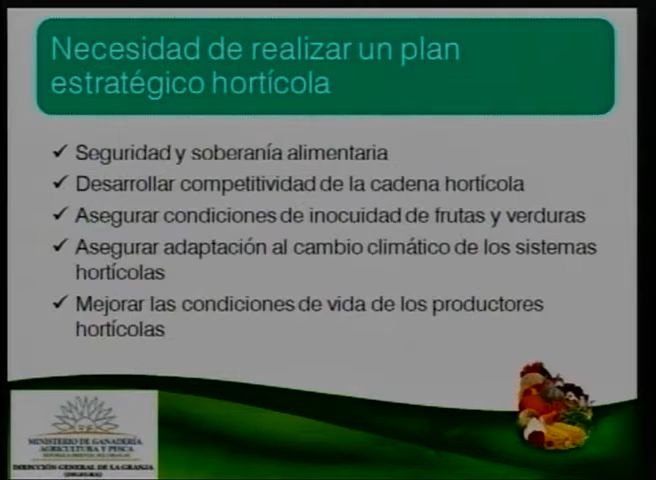 Necesidad de realizar un plan
estratégico hortícola
✓ Seguridad y soberanía alimentaria
✓ Desarrollar competitividad de la cadena hortícola
✓ Asegurar condiciones de inocuidad de frutas y verduras
✓ Asegurar adaptación al cambio climático de los sistemas
hortícolas
✓ Mejorar las condiciones de vida de los productores
hortícolas
MINISTERIO DE GANADERÍA
AGRICULTURA Y PESCA
DIRECCIÓN GENERAL DE LA GRANJA
(DIGEGRA)